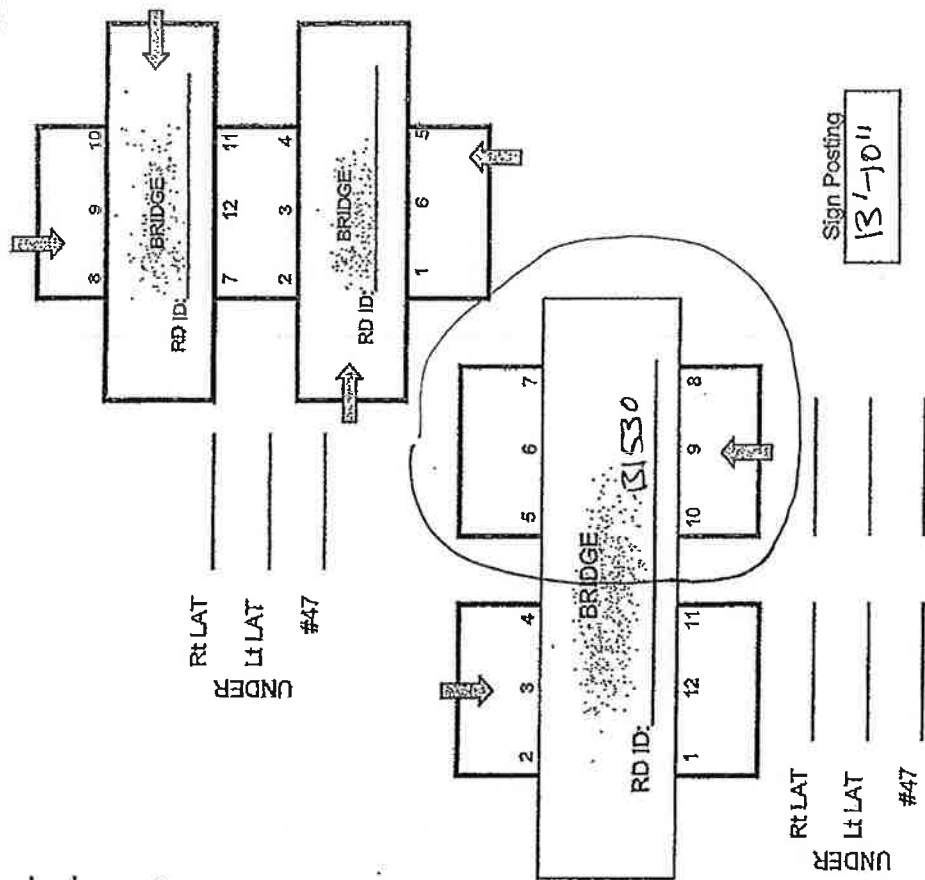 10
9
8
BRIDGE
RD ID:
11
12
7
4
3
2
BRIDGE
RD ID:
5
6
1
UNDER
Rt LAT
Lt LAT
#47
Sign Posting
13'-10"
4
3
2
5
6
7
BRIDGE
RD ID:
1
12
11
10
9
8
UNDER
Rt LAT
Lt LAT
#47